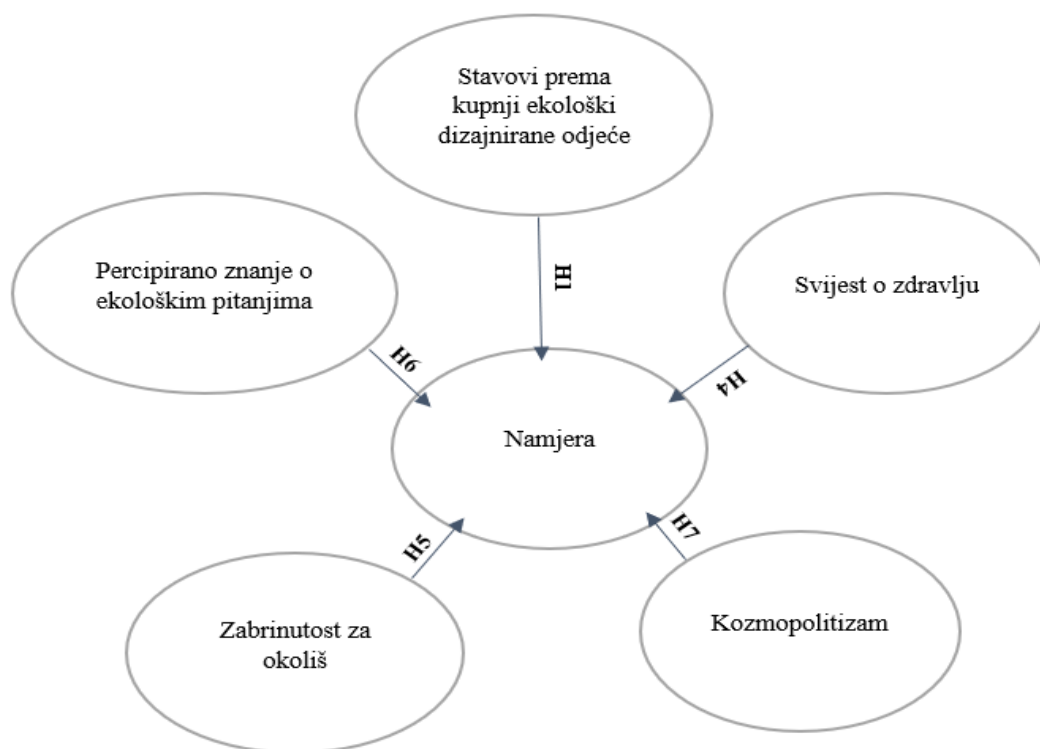 Stavovi prema
kupnji ekološki
dizajnirane odjeće
Percipirano znanje o
ekološkim pitanjima
Svijest o zdravlju
H1
H6
H4
Namjera
H5
H7
Zabrinutost za
okoliš
Kozmopolitizam